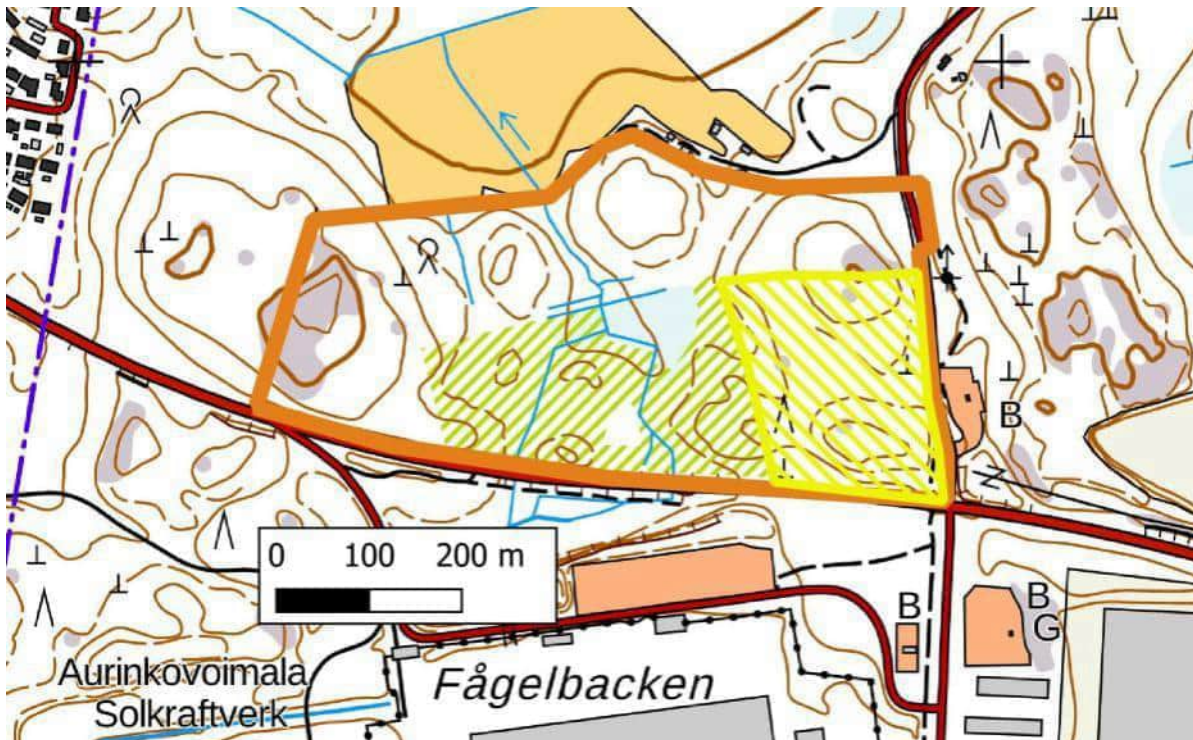 B
0 100 200 m
B
B
G
Aurinkovoimala
Solkraftverk
Fågelbacken